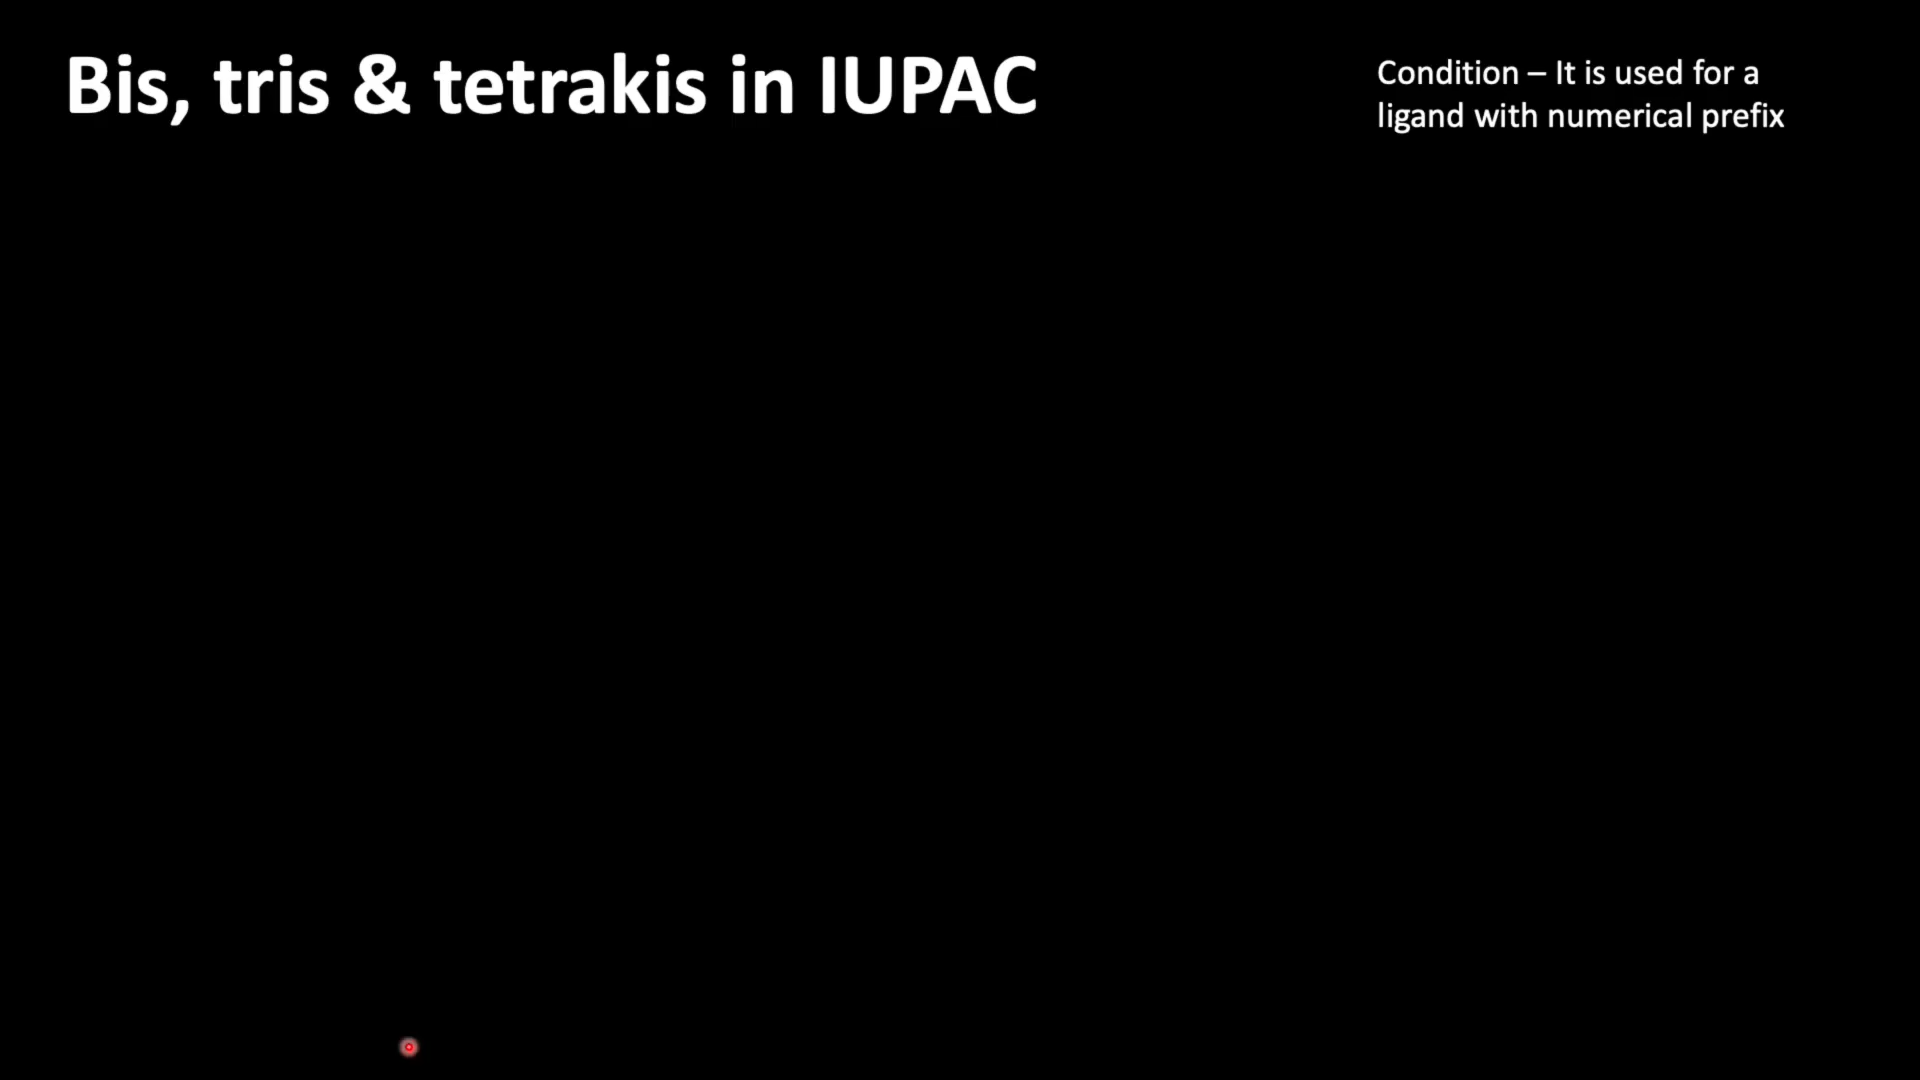 Bis, tris & tetrakis in IUPAC
Condition – It is used for a
ligand with numerical prefix